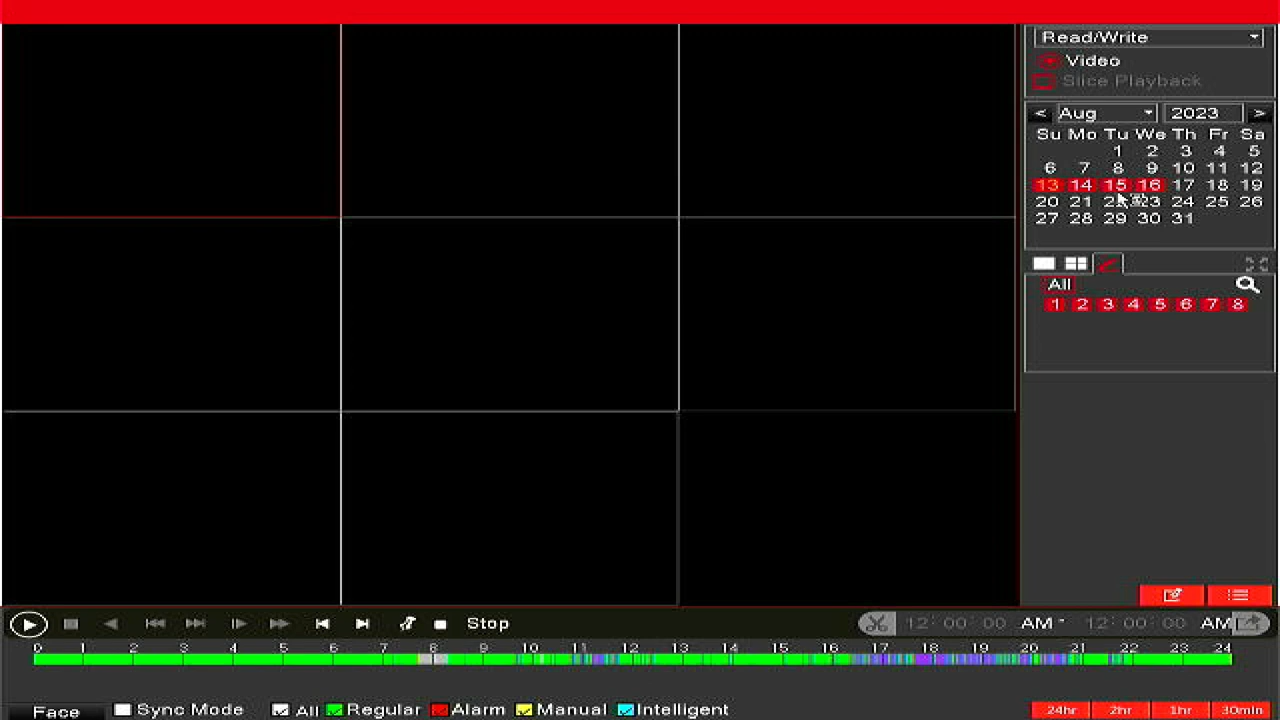 Read/Write
Video
Slice Playback
< Aug 2023 >
Su Mo Tu We Th Fr Sa
1 2 3 4 5
6 7 8 9 10 11 12
13 14 15 16 17 18 19
20 21 23 24 25 26
27 28 29 30 31
All
1 2 3 4 5 6 7 8
Stop 12: 00: 00 AM - 12: 00: 00 AM
0 1 2 3 4 5 6 7 8 9 10 11 12 13 14 15 16 17 18 19 20 21 22 23 24
Face Sync Mode All Regular Alarm Manual Intelligent 24hr 2hr 1hr 30min